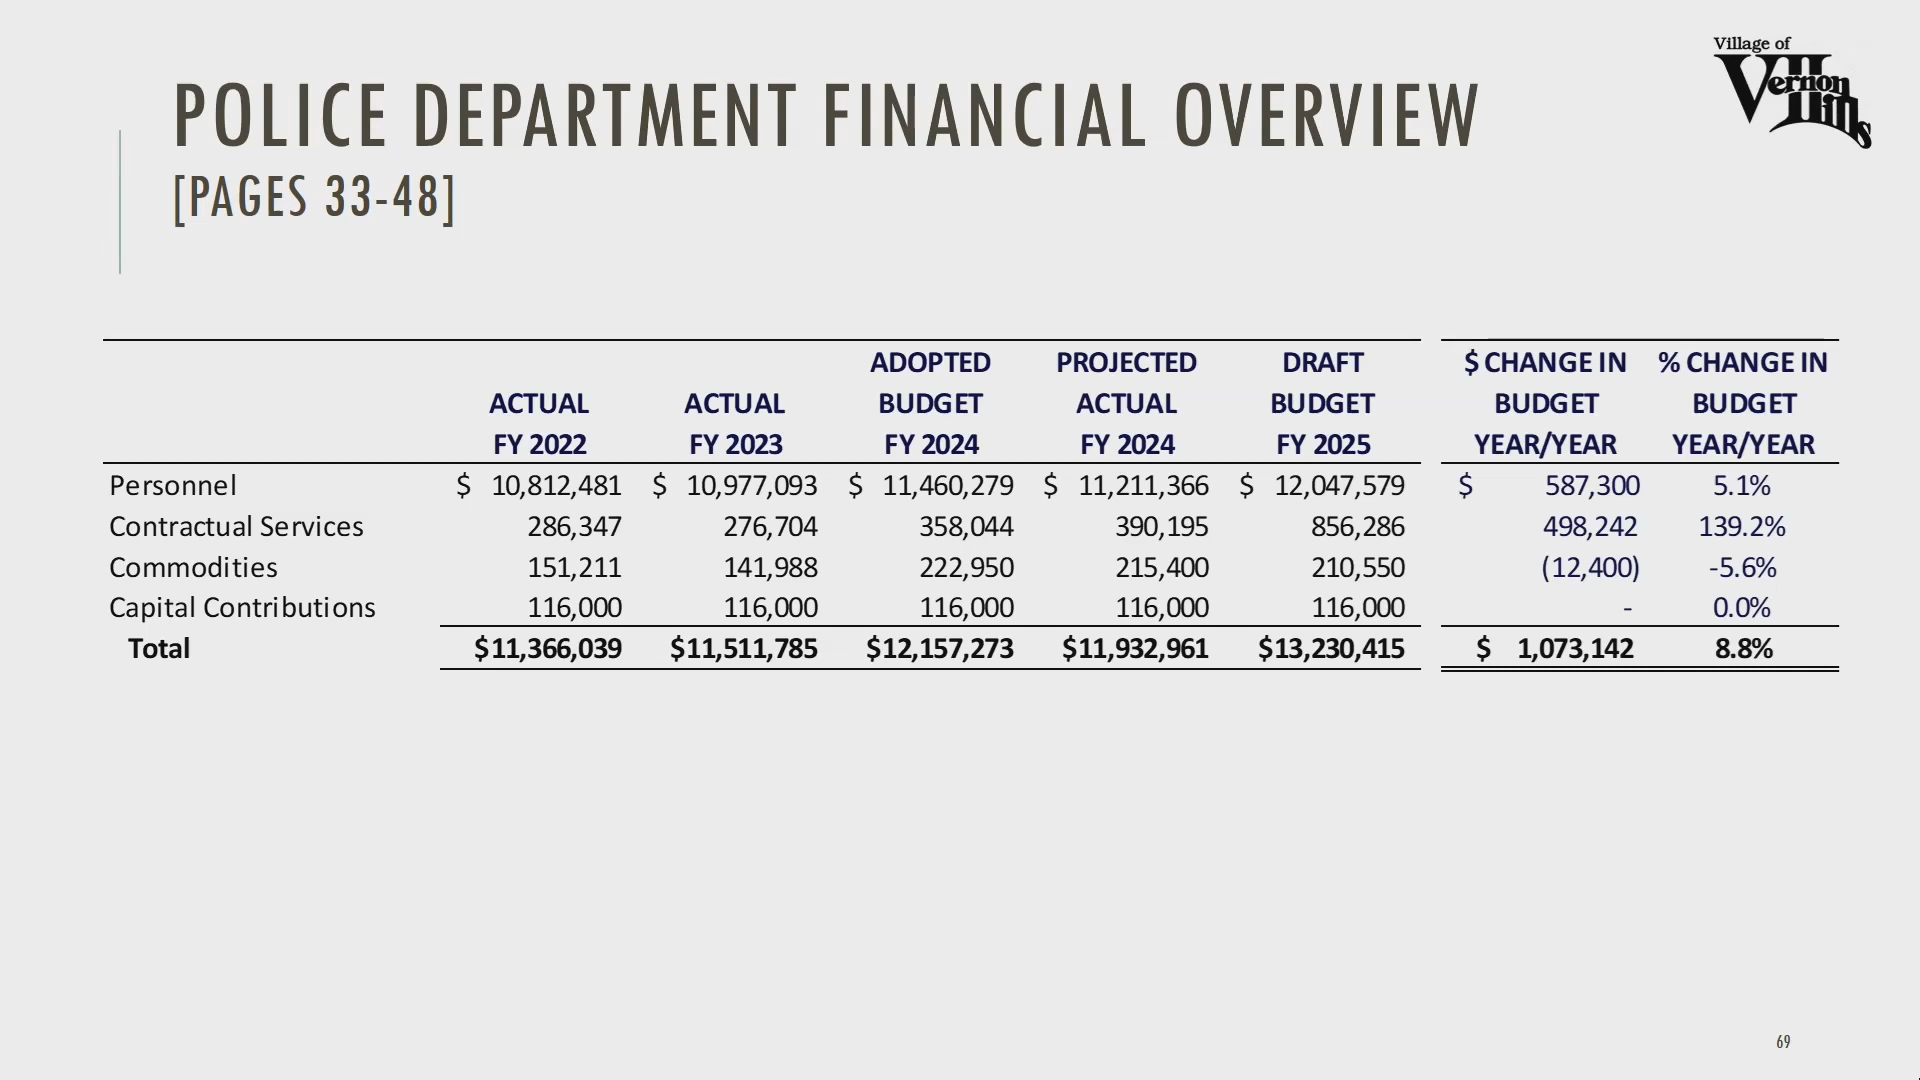 Village of
Vernon
Hills
POLICE DEPARTMENT FINANCIAL OVERVIEW
[PAGES 33-48]
ADOPTED PROJECTED DRAFT $ CHANGE IN % CHANGE IN
ACTUAL ACTUAL BUDGET ACTUAL BUDGET BUDGET BUDGET
FY 2022 FY 2023 FY 2024 FY 2024 FY 2025 YEAR/YEAR YEAR/YEAR
Personnel $ 10,812,481 $ 10,977,093 $ 11,460,279 $ 11,211,366 $ 12,047,579 $ 587,300 5.1%
Contractual Services 286,347 276,704 358,044 390,195 856,286 498,242 139.2%
Commodities 151,211 141,988 222,950 215,400 210,550 (12,400) -5.6%
Capital Contributions 116,000 116,000 116,000 116,000 116,000 - 0.0%
Total $11,366,039 $11,511,785 $12,157,273 $11,932,961 $13,230,415 $ 1,073,142 8.8%
69